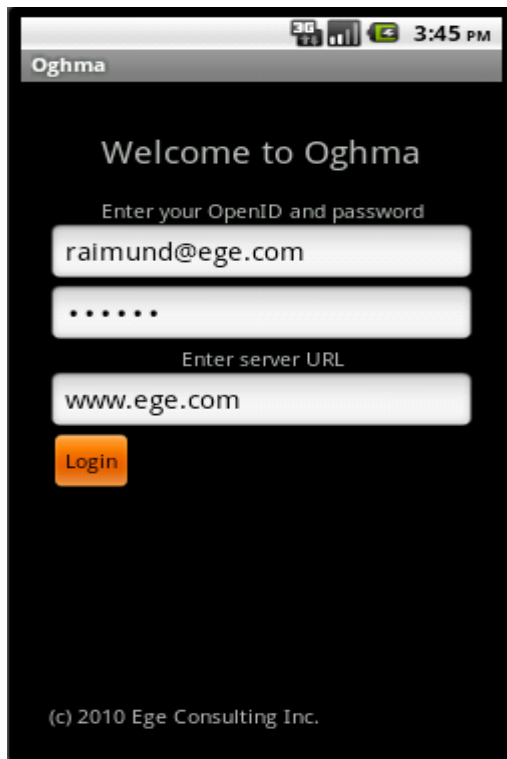 3G 3:45 PM
Oghma
Welcome to Oghma
Enter your OpenID and password
raimund@ege.com
••••••
Enter server URL
www.ege.com
Login
(c) 2010 Ege Consulting Inc.